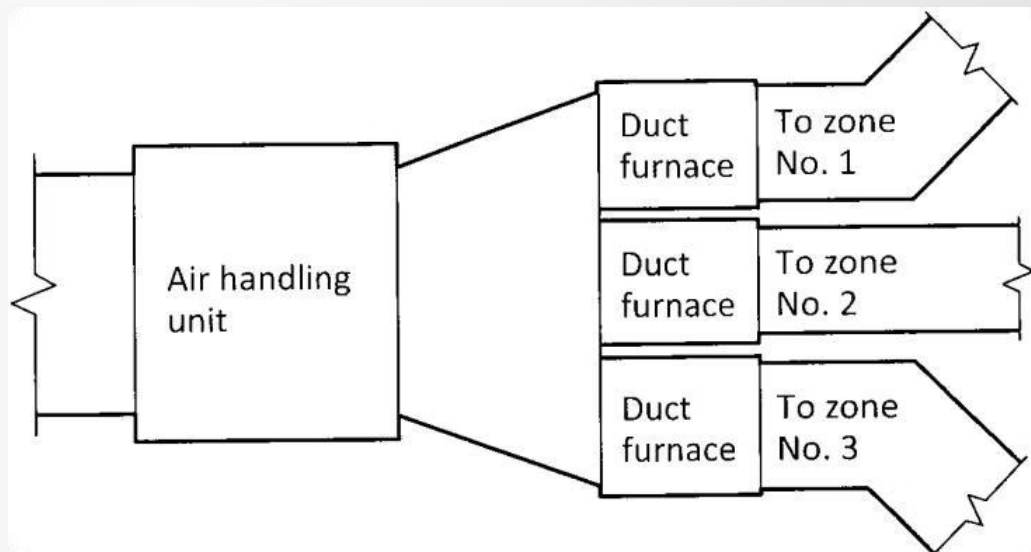 Air handling
unit
Duct
furnace
To zone
No. 1
Duct
furnace
To zone
No. 2
Duct
furnace
To zone
No. 3